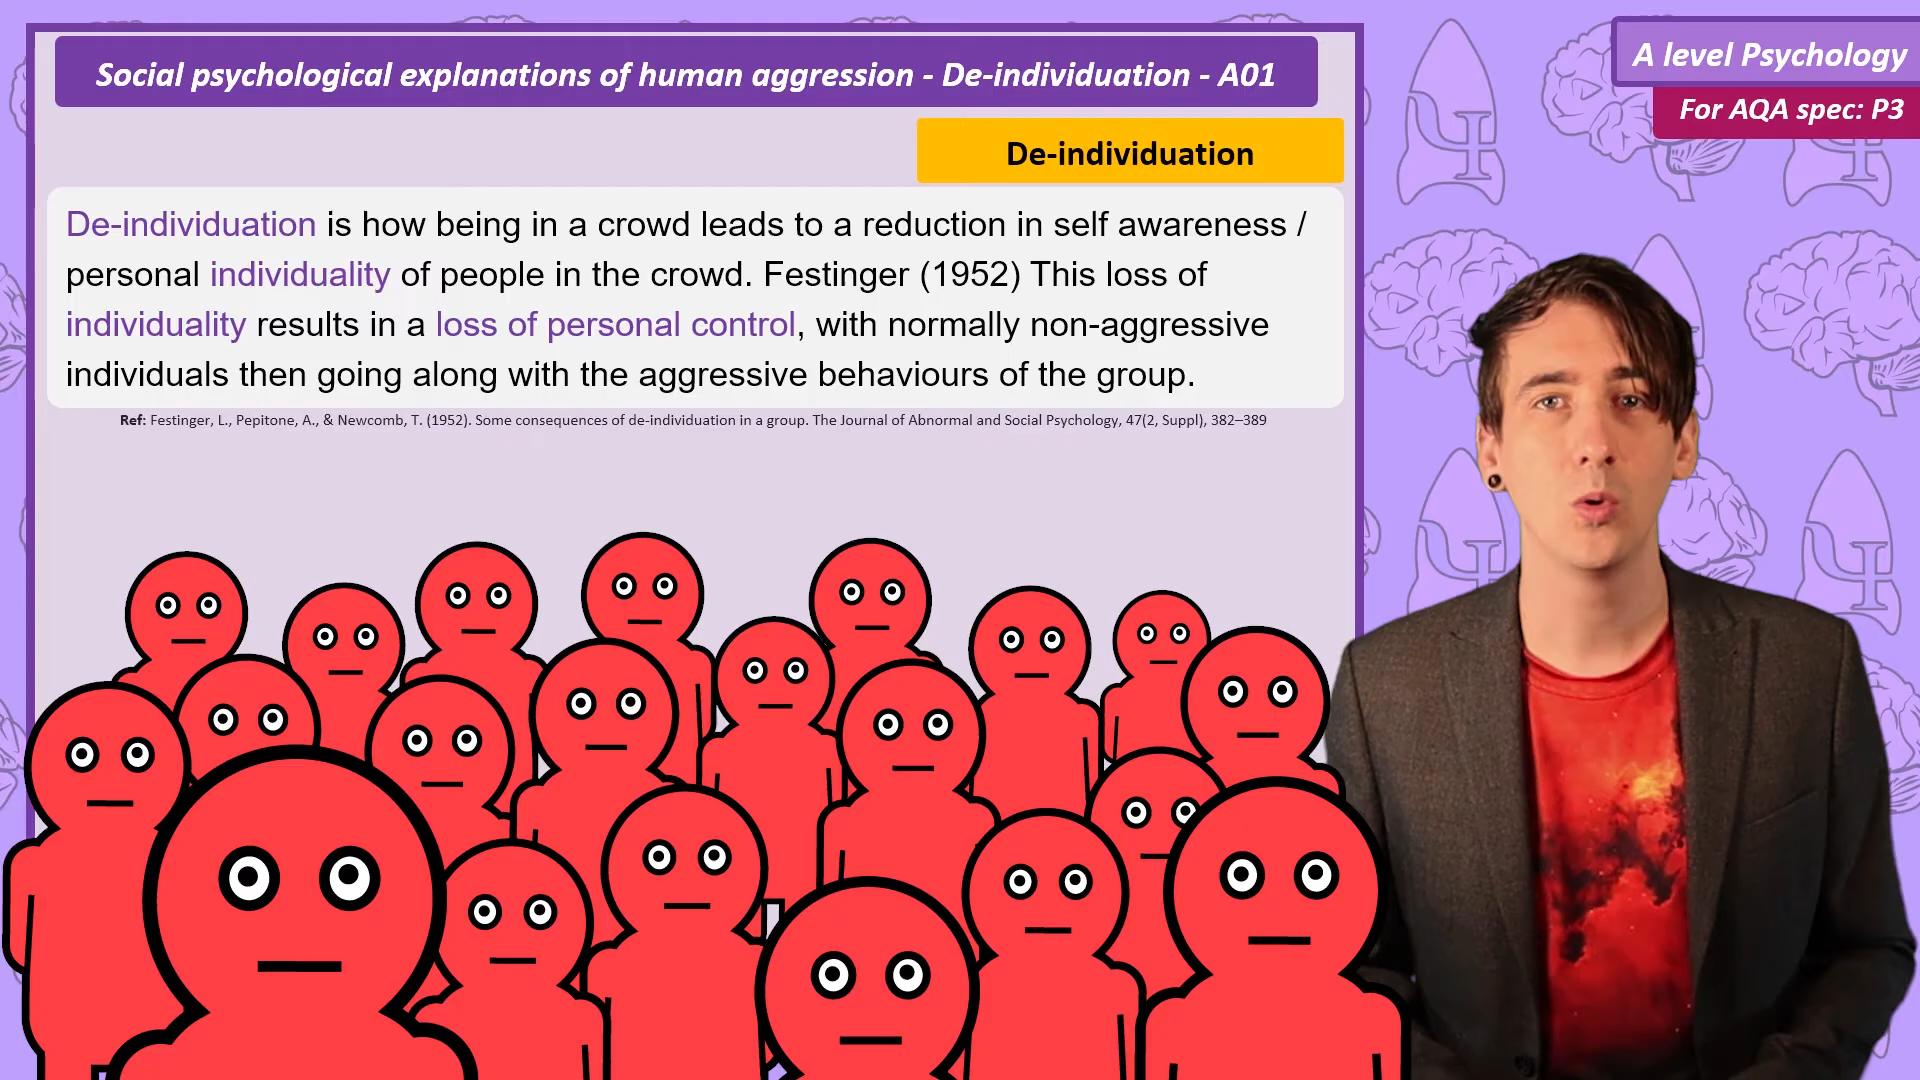 Social psychological explanations of human aggression - De-individuation - A01
A level Psychology
For AQA spec: P3
De-individuation
De-individuation is how being in a crowd leads to a reduction in self awareness /
personal individuality of people in the crowd. Festinger (1952) This loss of
individuality results in a loss of personal control, with normally non-aggressive
individuals then going along with the aggressive behaviours of the group.
Ref: Festinger, L., Pepitone, A., & Newcomb, T. (1952). Some consequences of de-individuation in a group. The Journal of Abnormal and Social Psychology, 47(2, Suppl), 382–389